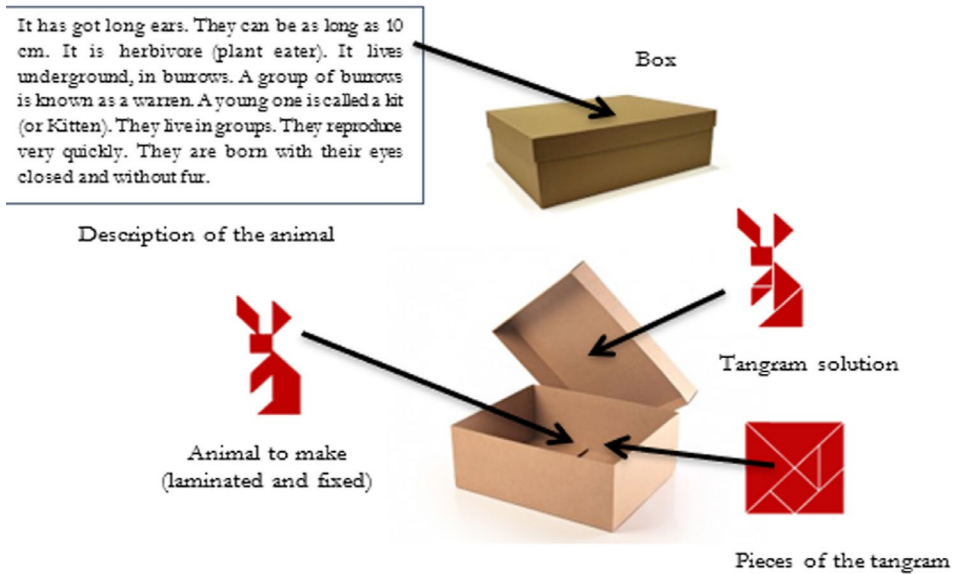 It has got long ears. They can be as long as 10
cm. It is herbivore (plant eater). It lives
underground, in burrows. A group of burrows
is known as a warren. A young one is called a kit
(or Kitten). They live in groups. They reproduce
very quickly. They are born with their eyes
closed and without fur.
Box
Description of the animal
Tangram solution
Animal to make
(laminated and fixed)
Pieces of the tangram